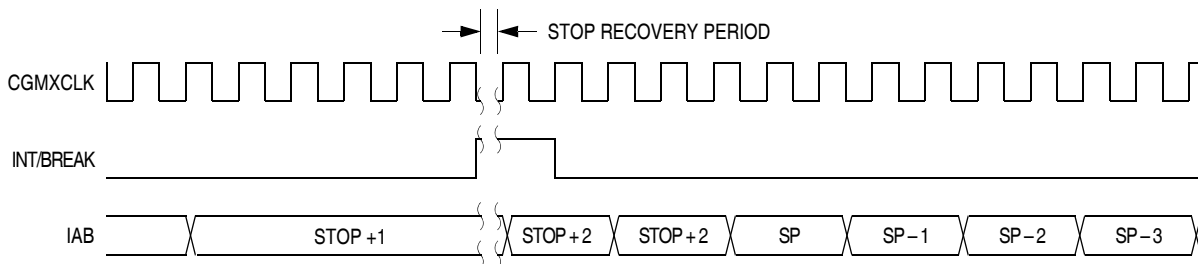 STOP RECOVERY PERIOD
CGMXCLK
INT/BREAK
IAB STOP +1 STOP + 2 STOP + 2 SP SP – 1 SP – 2 SP – 3